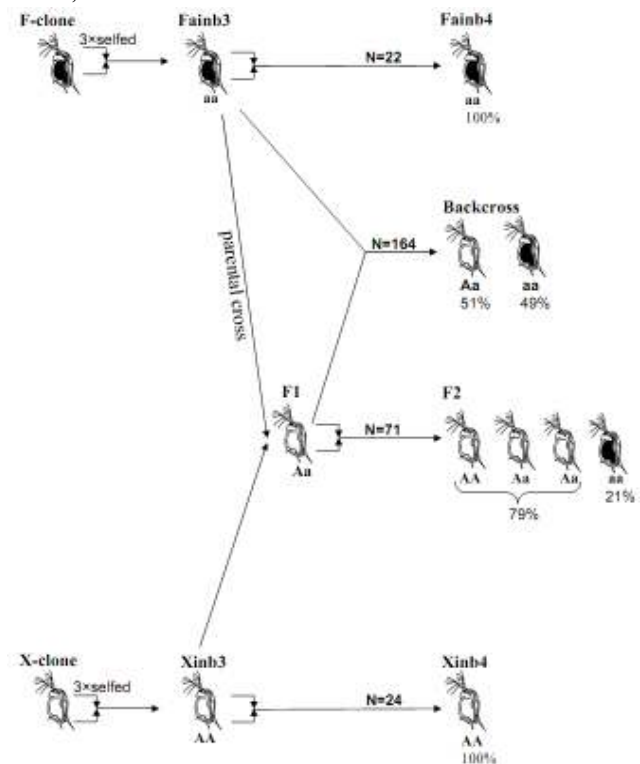 F-clone
3×selfed
Fainb3
aa
N=22
Fainb4
aa
100%
parental cross
N=164
Backcross
Aa
51%
aa
49%
F1
Aa
N=71
F2
AA
Aa
Aa
aa
79%
21%
X-clone
3×selfed
Xinb3
AA
N=24
Xinb4
AA
100%